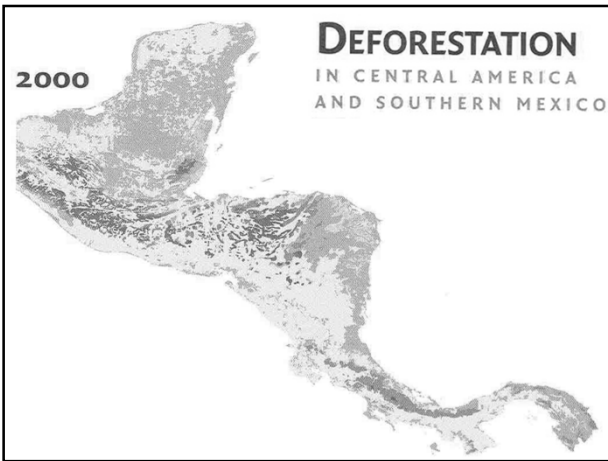 DEFORESTATION
IN CENTRAL AMERICA
AND SOUTHERN MEXICO
2000